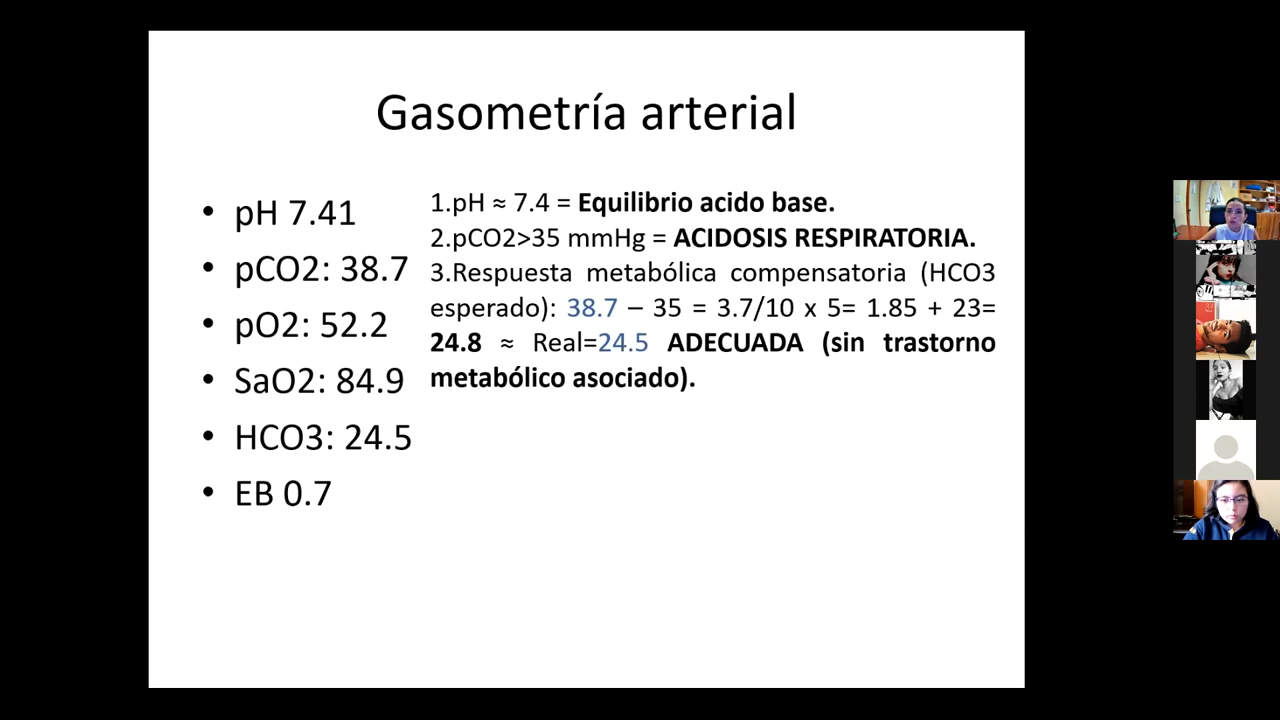 Gasometría arterial
• pH 7.41
• pCO2: 38.7
• pO2: 52.2
• SaO2: 84.9
• HCO3: 24.5
• EB 0.7
1.pH ≈ 7.4 = Equilibrio acido base.
2.pCO2>35 mmHg = ACIDOSIS RESPIRATORIA.
3.Respuesta metabólica compensatoria (HCO3
esperado): 38.7 – 35 = 3.7/10 x 5= 1.85 + 23=
24.8 ≈ Real=24.5 ADECUADA (sin trastorno
metabólico asociado).